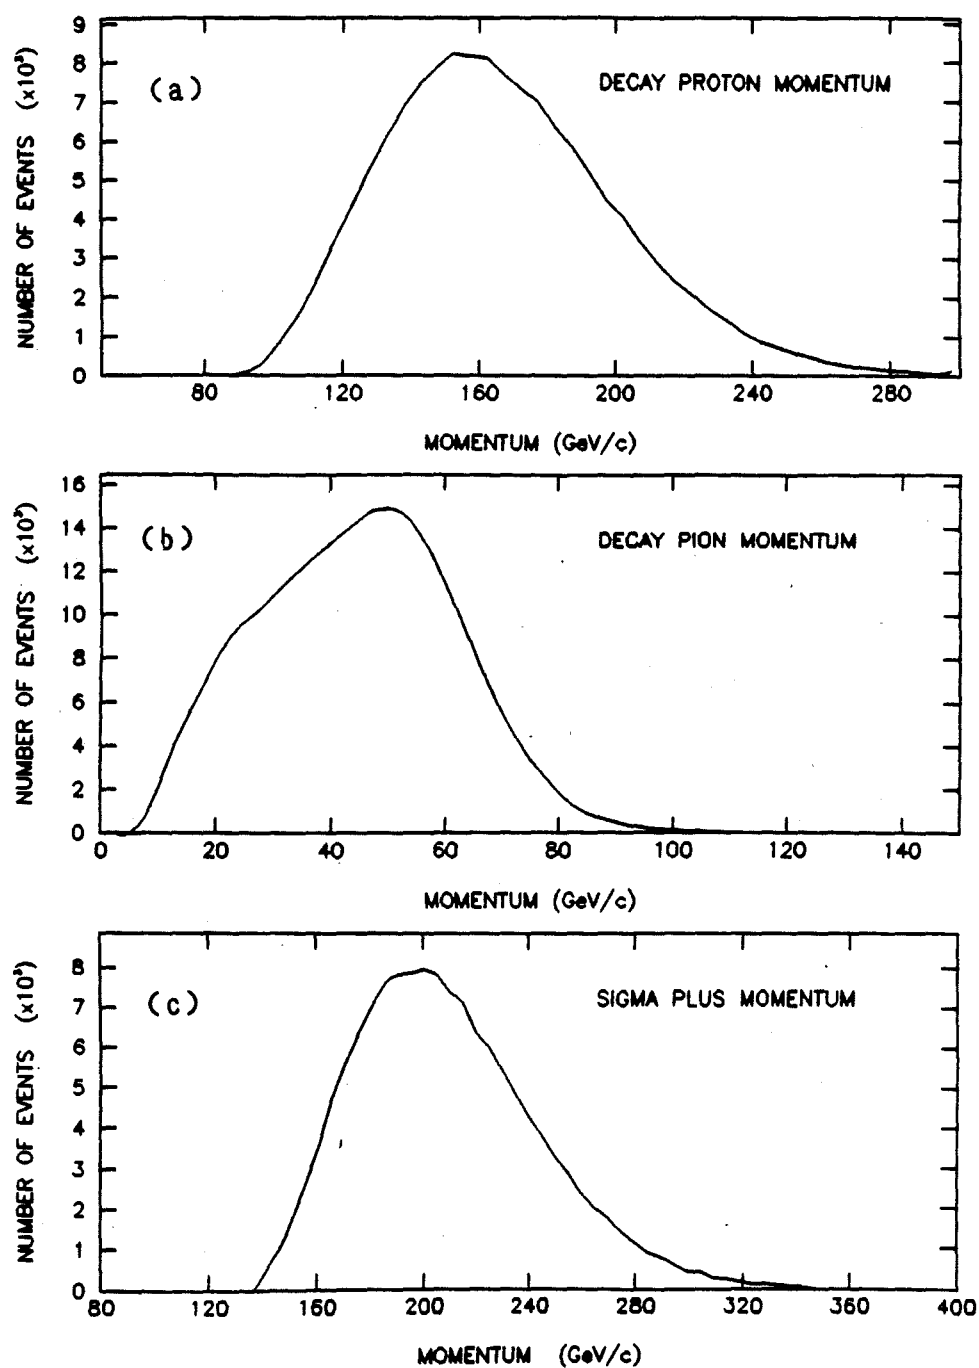 9
8
7
6
5
4
3
2
1
0
NUMBER OF EVENTS (x10³)
(a)
DECAY PROTON MOMENTUM
80 120 160 200 240 280
MOMENTUM (GeV/c)
16
14
12
10
8
6
4
2
0
NUMBER OF EVENTS (x10³)
(b)
DECAY PION MOMENTUM
0 20 40 60 80 100 120 140
MOMENTUM (GeV/c)
8
7
6
5
4
3
2
1
0
NUMBER OF EVENTS (x10³)
(c)
SIGMA PLUS MOMENTUM
80 120 160 200 240 280 320 360 400
MOMENTUM (GeV/c)